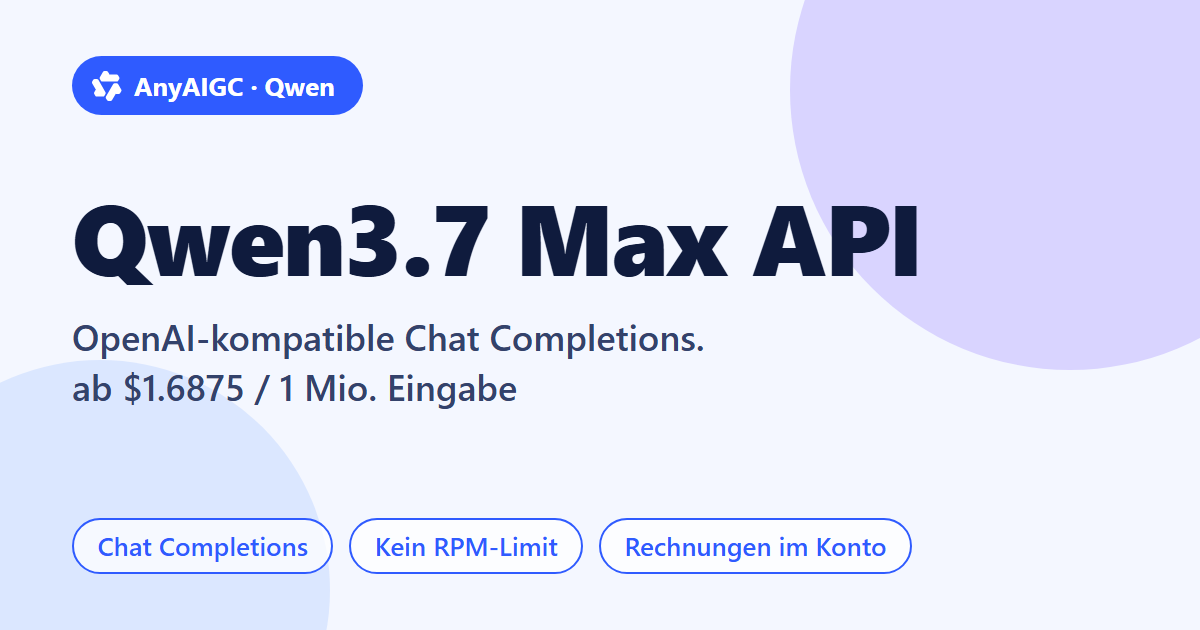 AnyAIGC · Qwen
Qwen3.7 Max API
OpenAI-kompatible Chat Completions.
ab $1.6875 / 1 Mio. Eingabe
Chat Completions
Kein RPM-Limit
Rechnungen im Konto